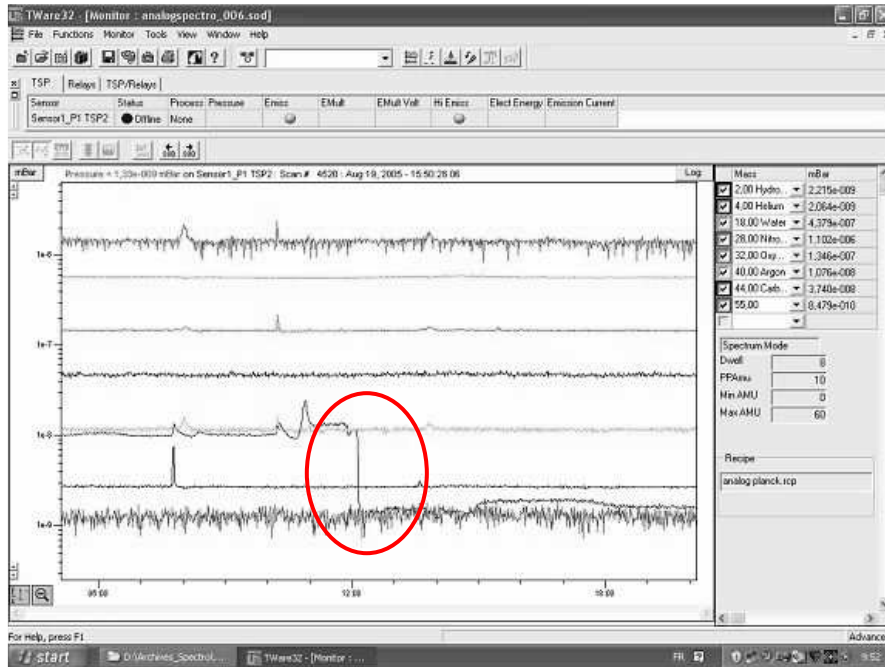 TWare32 - [Monitor : analogspectro_006.sod]
File Functions Monitor Tools View Window Help
TSP Relays TSP/Relays
Sensor Status Process Pressure Emiss EMult EMult Volt Hi Emiss Elect Energy Emission Current
Sensor1_P1 TSP2 Offline None
mBar Pressure = 1,33e-009 mBar on Sensor1_P1 TSP2 : Scan # 4520 : Aug 19, 2005 - 15:50:26.06 Log
Mass mBar
2,00 Hydro... 2,215e-009
4,00 Helium 2,064e-009
18,00 Water 4,379e-007
28,00 Nitro... 1,102e-006
32,00 Oxy... 1,346e-007
40,00 Argon 1,076e-008
44,00 Carb... 3,740e-008
55,00 8,479e-010
Spectrum Mode
Dwell 8
PPAmu 10
Min AMU 0
Max AMU 60
Recipe
analog planck.rcp
1e-6
1e-7
1e-8
1e-9
06:00 12:00 18:00
For Help, press F1 Advance
start D:\Archives_Spectrol... TWare32 - [Monitor : ... FR 9:52